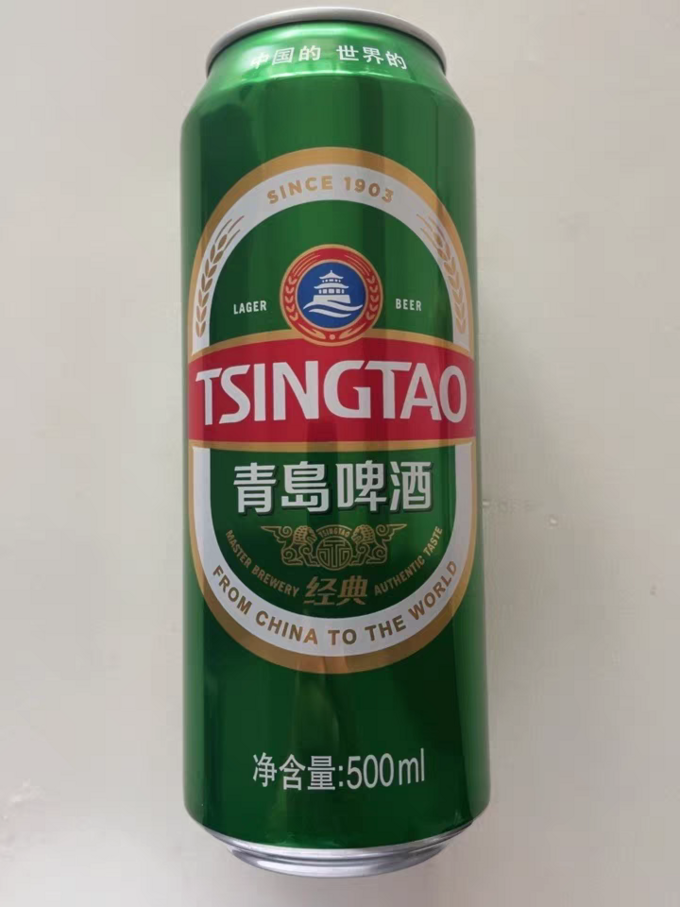 中国的 世界的
SINCE 1903
LAGER BEER
TSINGTAO
青島啤酒
TSINGTAO
MASTER BREWERY 经典 AUTHENTIC TASTE
FROM CHINA TO THE WORLD
净含量:500ml